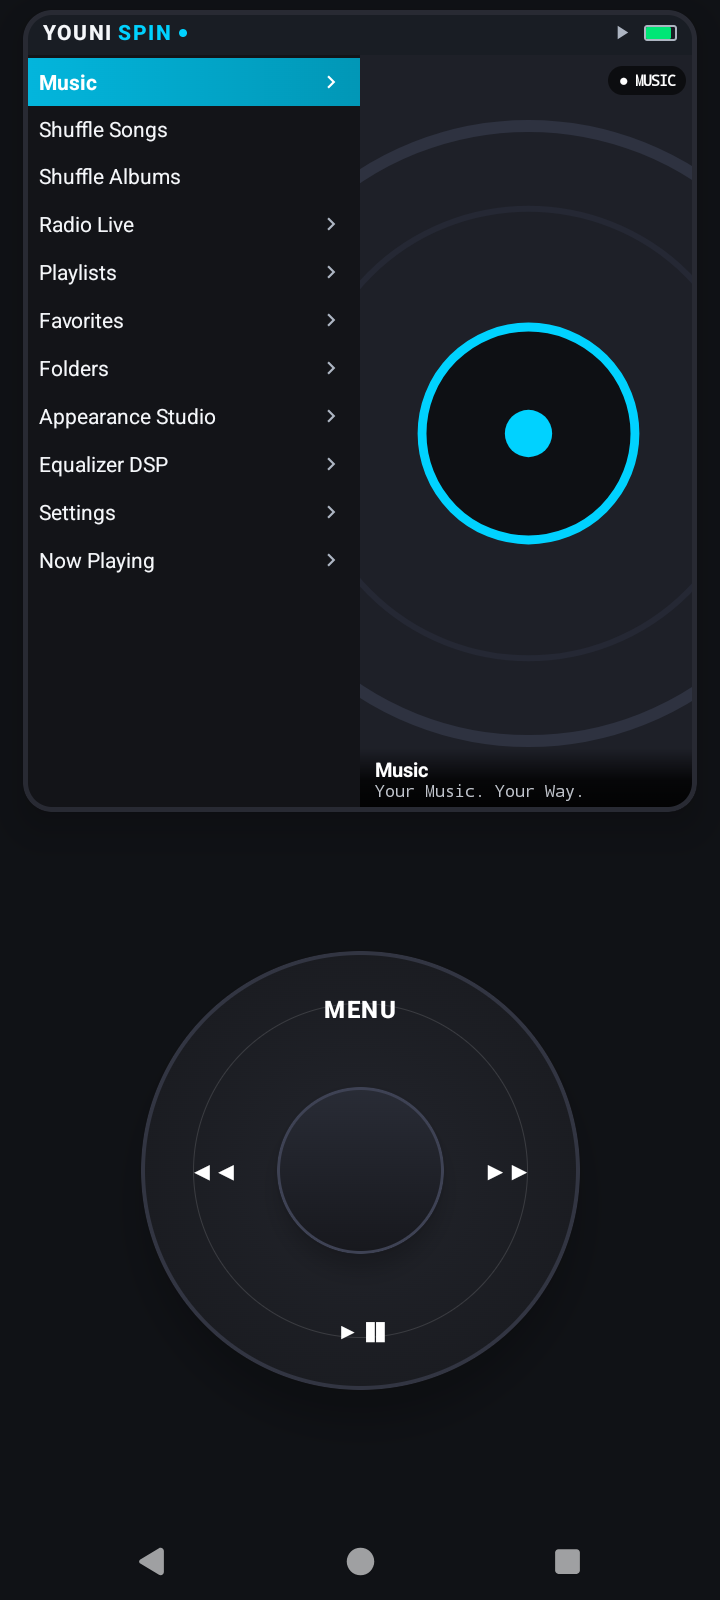 YOUNI SPIN
Music
MUSIC
Shuffle Songs
Shuffle Albums
Radio Live
Playlists
Favorites
Folders
Appearance Studio
Equalizer DSP
Settings
Now Playing
Music
Your Music. Your Way.
MENU